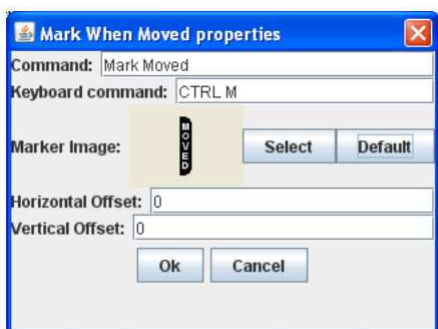 Mark When Moved properties
Command: Mark Moved
Keyboard command: CTRL M
Marker Image: MOVED Select Default
Horizontal Offset: 0
Vertical Offset: 0
Ok Cancel